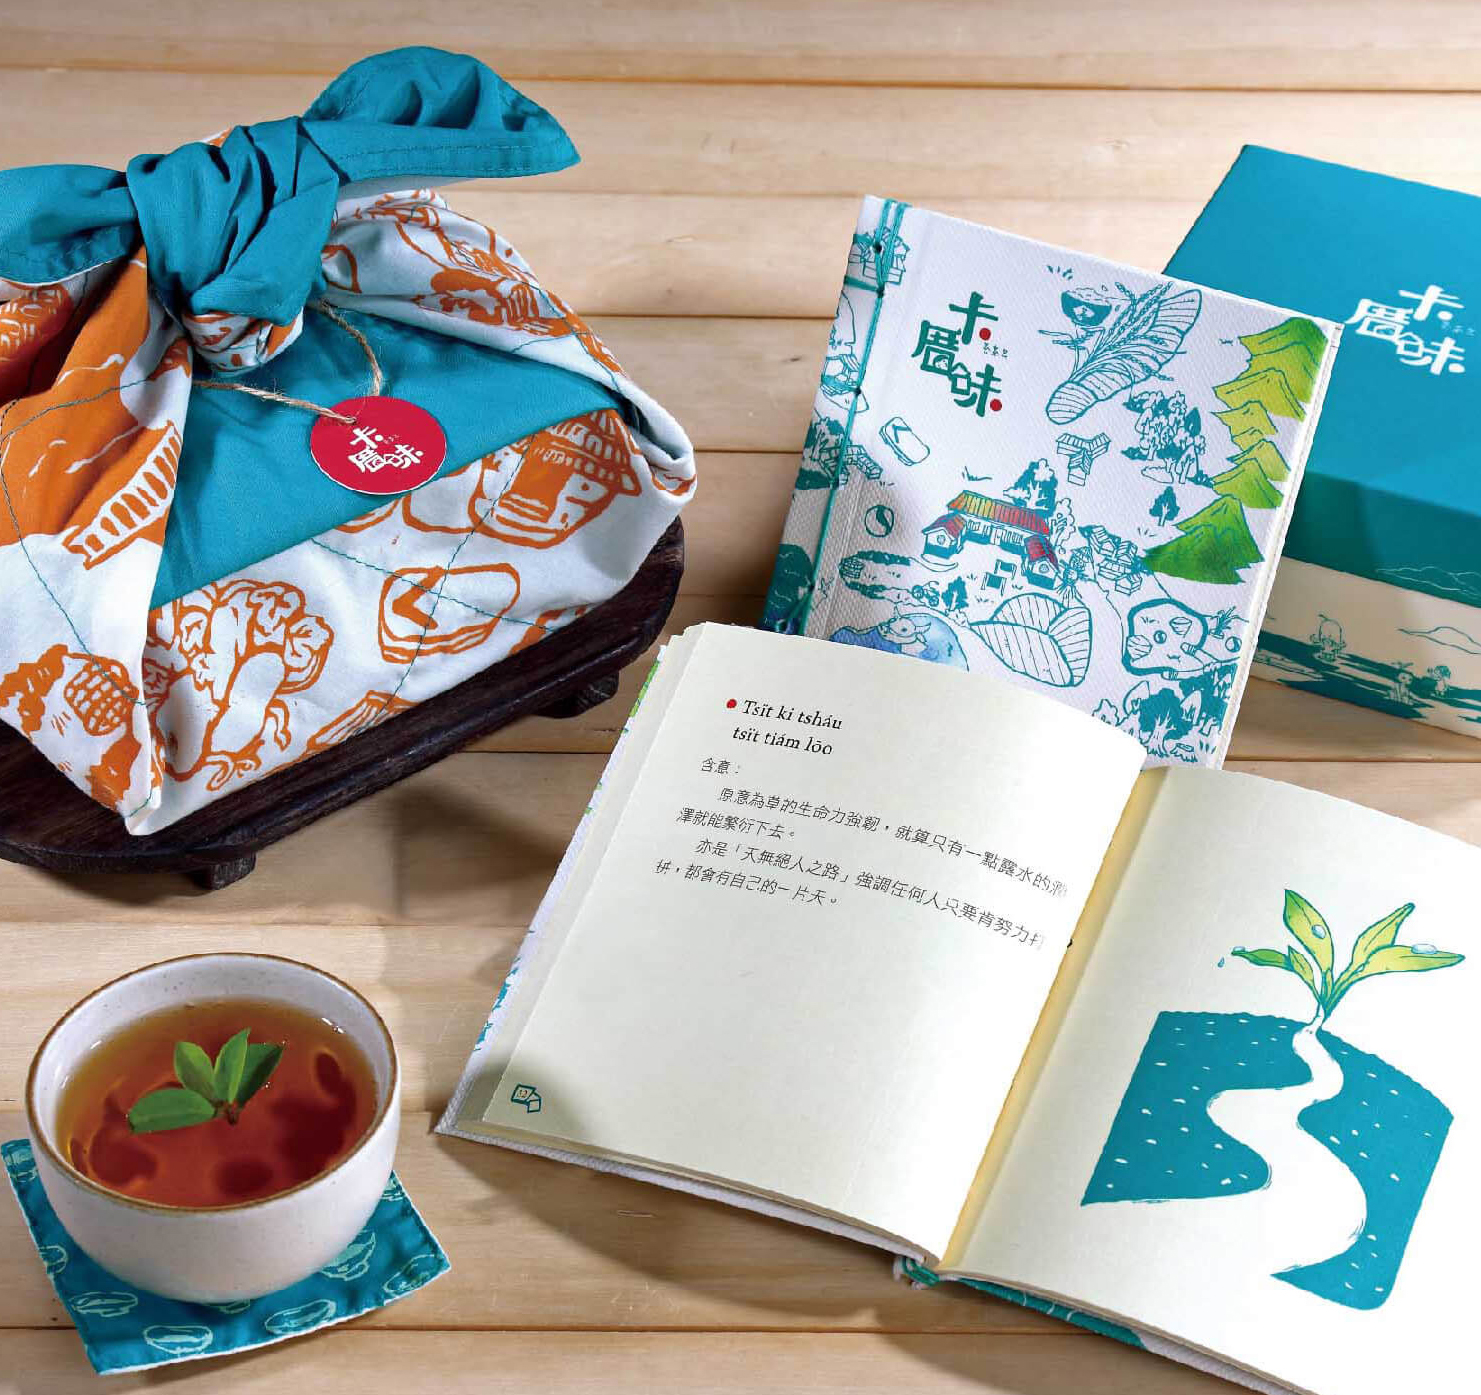 卡
厝味
卡
厝味
卡
厝味
Tsi̍t ki tsháu
tsi̍t tiám lōo
含意：
原意為草的生命力強韌，就算只有一點露水的潤
澤就能繁衍下去。
亦是「天無絕人之路」強調任何人只要肯努力打
拚，都會有自己的一片天。